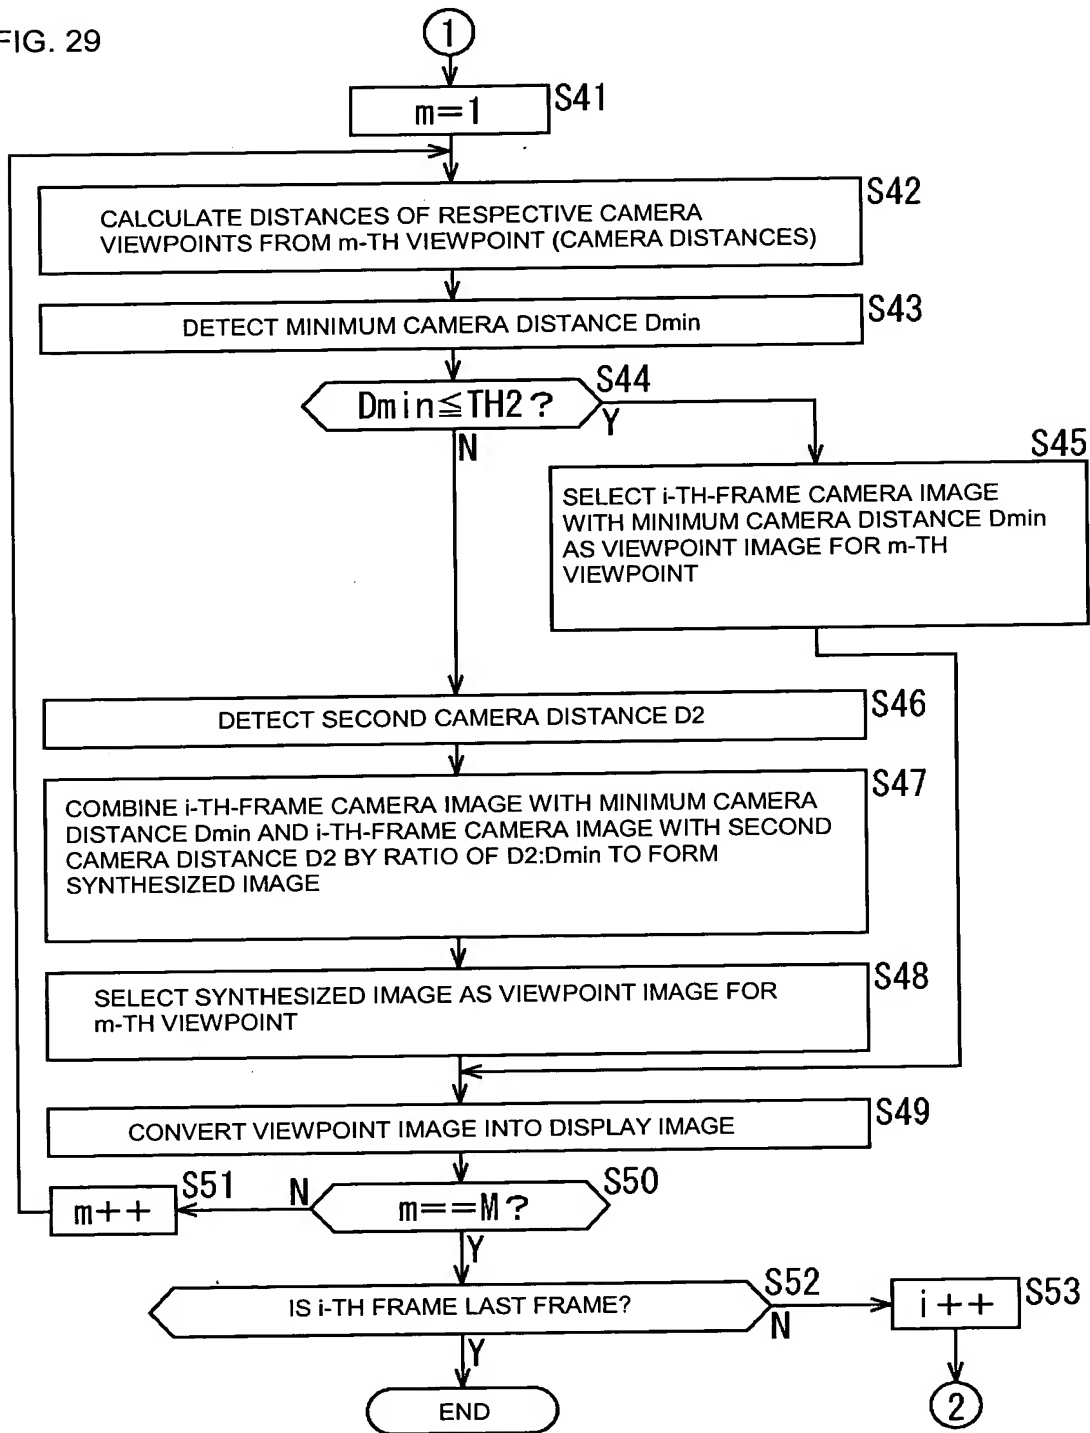 FIG. 29
1
m=1
S41
S42
CALCULATE DISTANCES OF RESPECTIVE CAMERA
VIEWPOINTS FROM m-TH VIEWPOINT (CAMERA DISTANCES)
S43
DETECT MINIMUM CAMERA DISTANCE Dmin
S44
Dmin≦TH2?
Y
N
S45
SELECT i-TH-FRAME CAMERA IMAGE
WITH MINIMUM CAMERA DISTANCE Dmin
AS VIEWPOINT IMAGE FOR m-TH
VIEWPOINT
S46
DETECT SECOND CAMERA DISTANCE D2
S47
COMBINE i-TH-FRAME CAMERA IMAGE WITH MINIMUM CAMERA
DISTANCE Dmin AND i-TH-FRAME CAMERA IMAGE WITH SECOND
CAMERA DISTANCE D2 BY RATIO OF D2:Dmin TO FORM
SYNTHESIZED IMAGE
S48
SELECT SYNTHESIZED IMAGE AS VIEWPOINT IMAGE FOR
m-TH VIEWPOINT
S49
CONVERT VIEWPOINT IMAGE INTO DISPLAY IMAGE
S51
m++
N
S50
m==M?
Y
S52
IS i-TH FRAME LAST FRAME?
N
S53
i++
Y
END
2